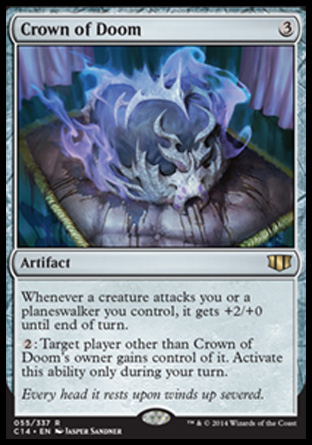 Crown of Doom 3
Artifact
Whenever a creature attacks you or a
planeswalker you control, it gets +2/+0
until end of turn.
2: Target player other than Crown of
Doom's owner gains control of it. Activate
this ability only during your turn.
Every head it rests upon winds up severed.
055/337 R
C14 • EN Jasper Sandner
™ & © 2014 Wizards of the Coast